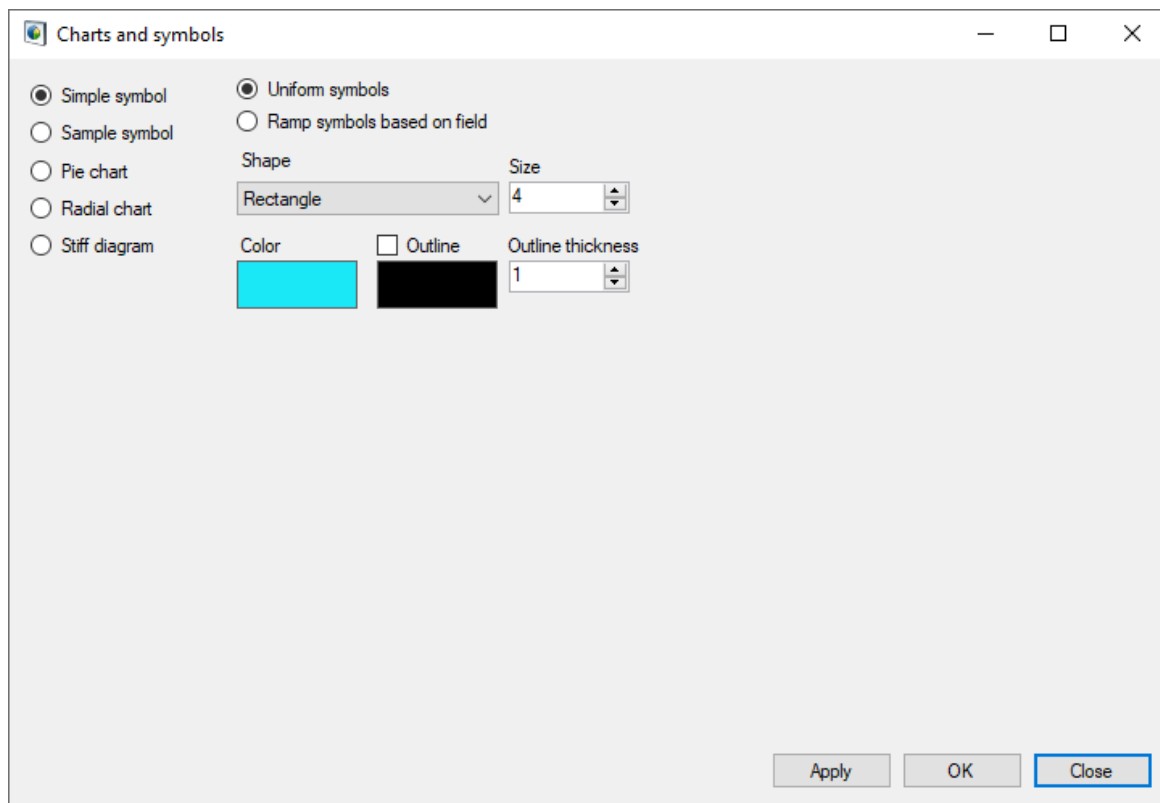 Charts and symbols
Simple symbol
Sample symbol
Pie chart
Radial chart
Stiff diagram
Uniform symbols
Ramp symbols based on field
Shape
Size
Rectangle
4
Color
Outline
Outline thickness
1
Apply
OK
Close